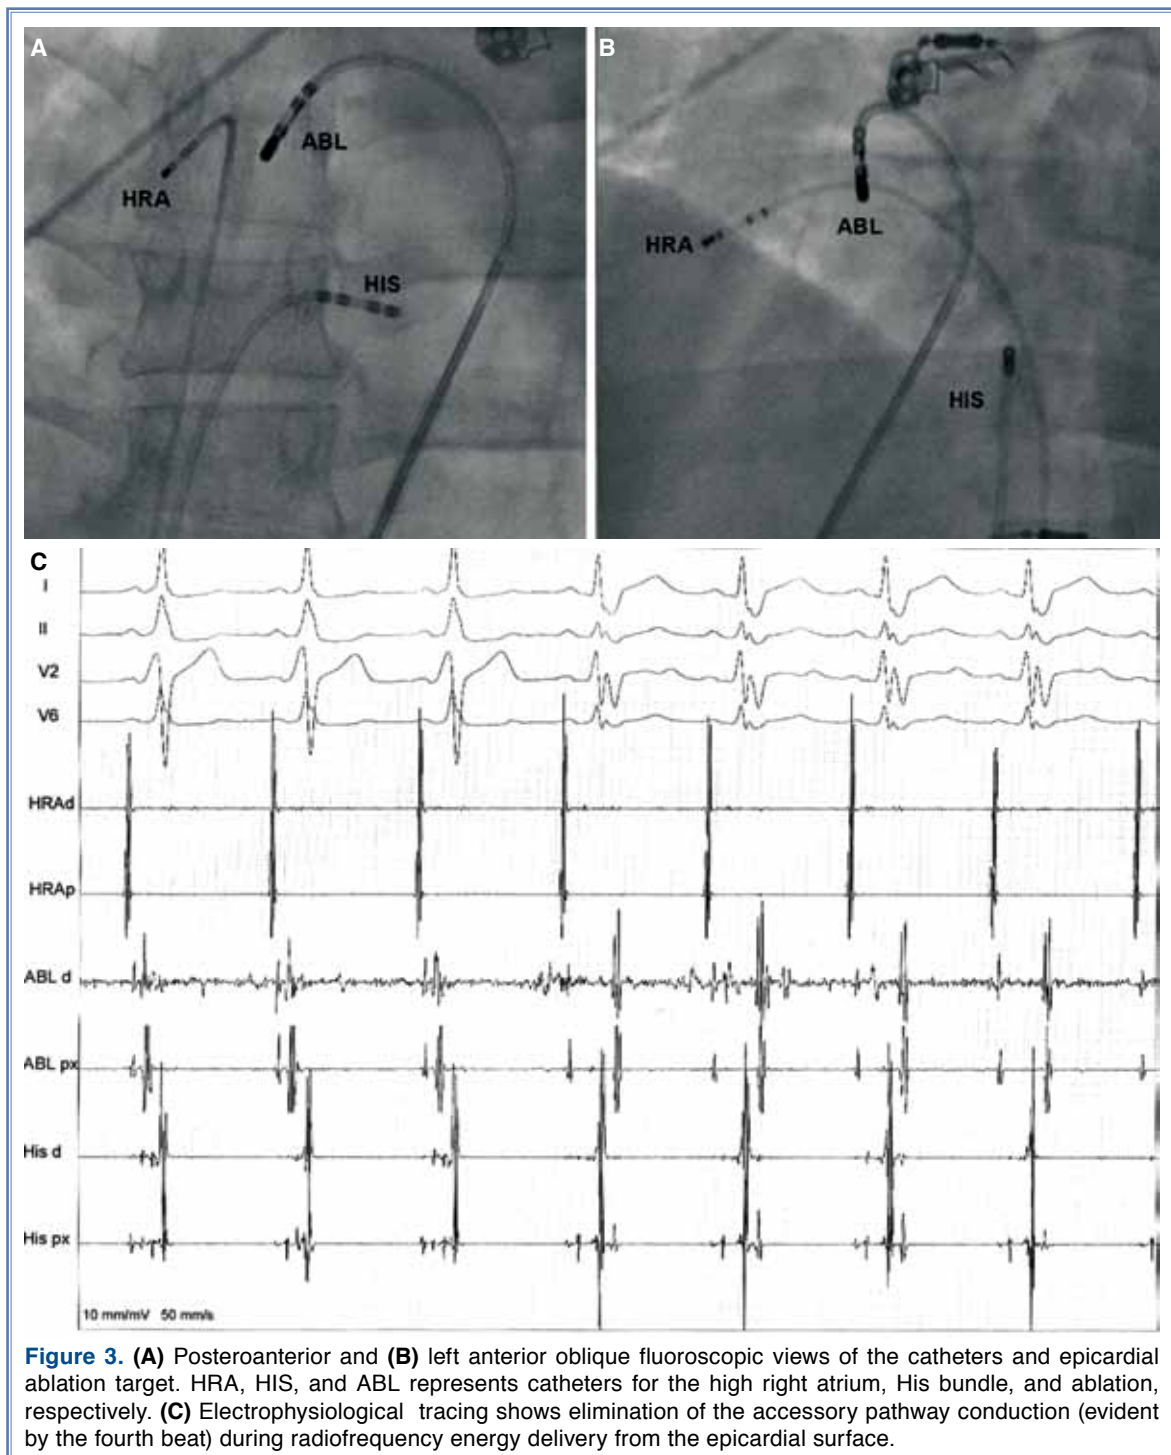 A
ABL
HRA
HIS
B
ABL
HRA
HIS
C
I
II
V2
V6
HRAd
HRAp
ABL d
ABL px
His d
His px
10 mm/mV 50 mm/s
Figure 3. (A) Posteroanterior and (B) left anterior oblique fluoroscopic views of the catheters and epicardial
ablation target. HRA, HIS, and ABL represents catheters for the high right atrium, His bundle, and ablation,
respectively. (C) Electrophysiological tracing shows elimination of the accessory pathway conduction (evident
by the fourth beat) during radiofrequency energy delivery from the epicardial surface.